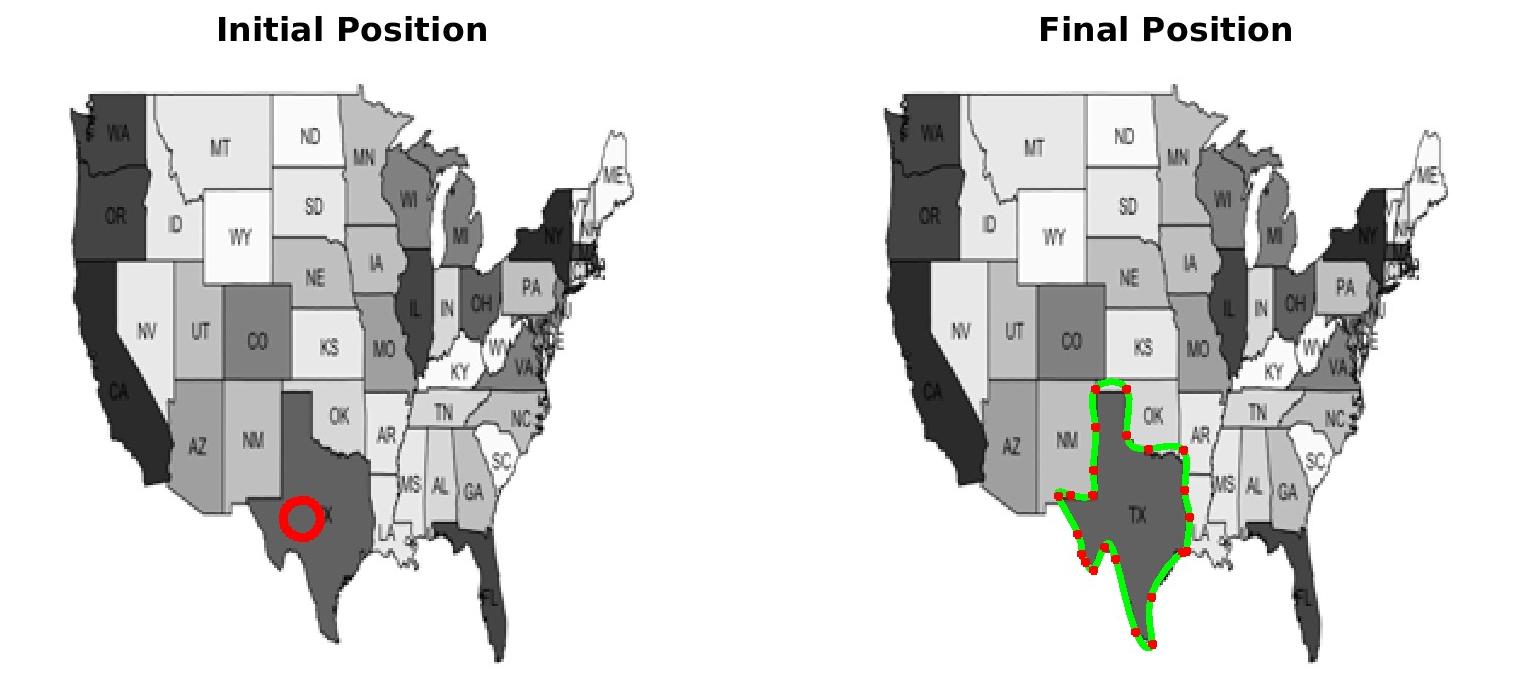 Initial Position
Final Position
WA
MT
ND
MN
ME
OR
ID
SD
WI
WY
MI
NY
NH
NE
IA
PA
NV
UT
CO
KS
MO
IL
IN
OH
WV
VA
KY
CA
AZ
NM
OK
AR
TN
NC
SC
MS
AL
GA
LA
X
FL
WA
MT
ND
MN
ME
OR
ID
SD
WI
WY
MI
NY
NH
NE
IA
PA
NV
UT
CO
KS
MO
IL
IN
OH
WV
VA
KY
CA
AZ
NM
OK
AR
TN
NC
SC
MS
AL
GA
TX
LA
FL